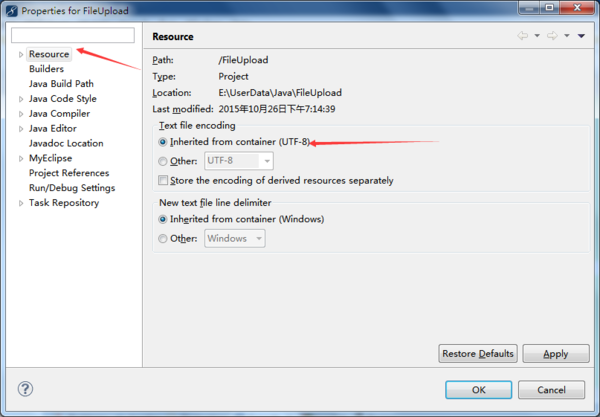 Properties for FileUpload
Resource
Builders
Java Build Path
Java Code Style
Java Compiler
Java Editor
Javadoc Location
MyEclipse
Project References
Run/Debug Settings
Task Repository
Resource
Path: /FileUpload
Type: Project
Location: E:\UserData\Java\FileUpload
Last modified: 2015年10月26日下午7:14:39
Text file encoding
Inherited from container (UTF-8)
Other: UTF-8
Store the encoding of derived resources separately
New text file line delimiter
Inherited from container (Windows)
Other: Windows
Restore Defaults Apply
? OK Cancel